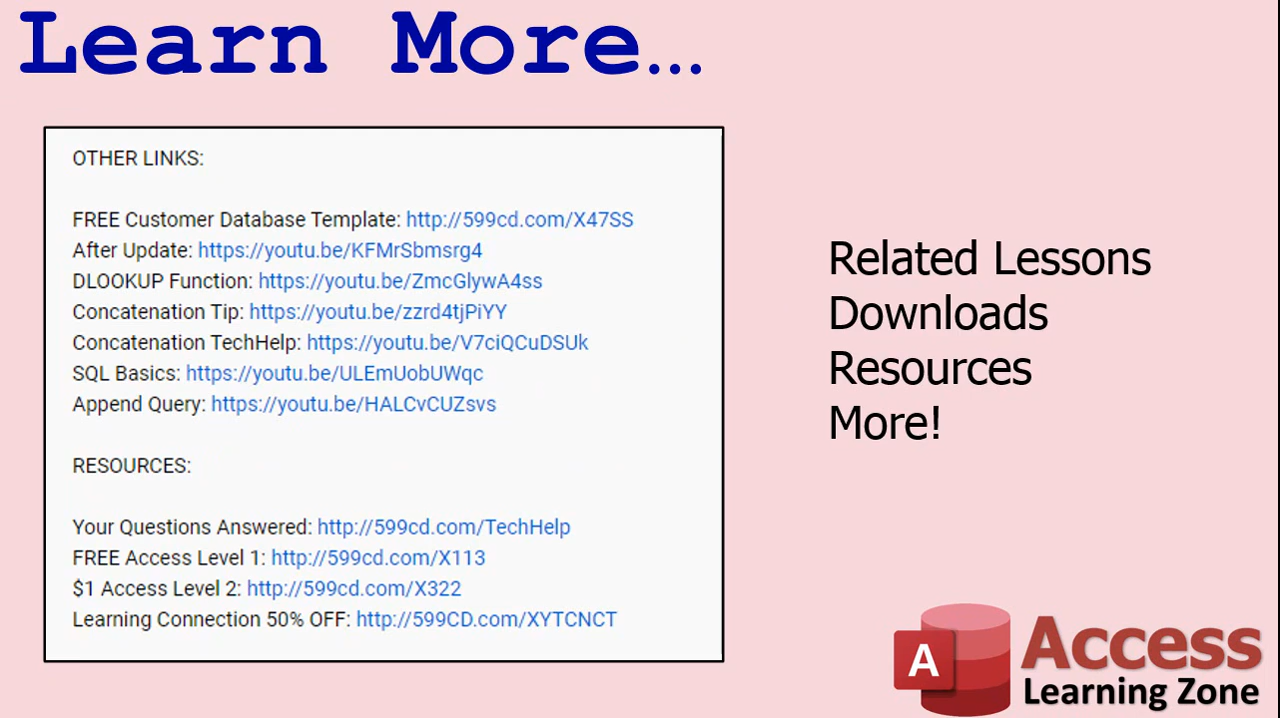 Learn More...
OTHER LINKS:
FREE Customer Database Template: http://599cd.com/X47SS
After Update: https://youtu.be/KFMrSbmsrg4
DLOOKUP Function: https://youtu.be/ZmcGlywA4ss
Concatenation Tip: https://youtu.be/zzrd4tjPiYY
Concatenation TechHelp: https://youtu.be/V7ciQCuDSUk
SQL Basics: https://youtu.be/ULEmUobUWqc
Append Query: https://youtu.be/HALCvCUZsvs
RESOURCES:
Your Questions Answered: http://599cd.com/TechHelp
FREE Access Level 1: http://599cd.com/X113
$1 Access Level 2: http://599cd.com/X322
Learning Connection 50% OFF: http://599CD.com/XYTCNCT
Related Lessons
Downloads
Resources
More!
A
Access
Learning Zone